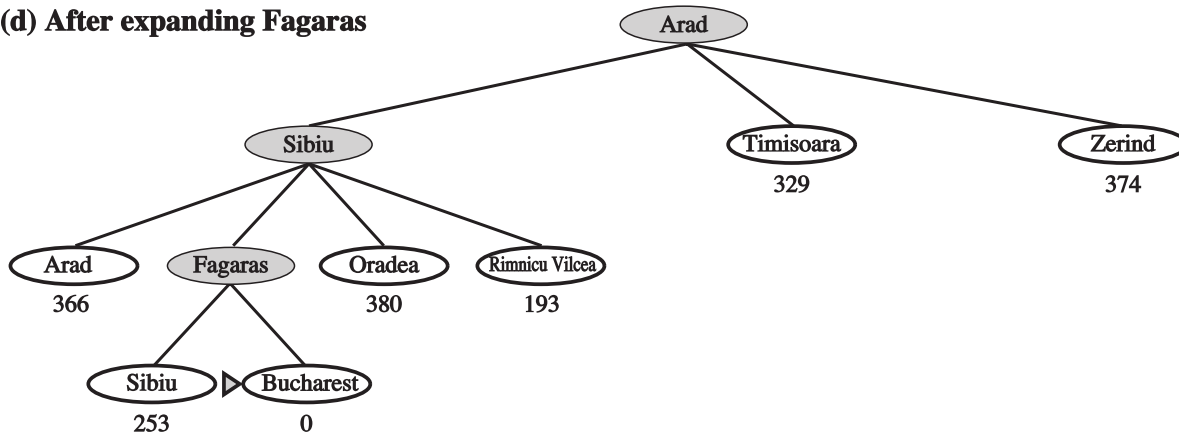 (d) After expanding Fagaras
Arad
Sibiu
Timisoara
Zerind
329
374
Arad
Fagaras
Oradea
Rimnicu Vilcea
366
380
193
Sibiu
Bucharest
253
0